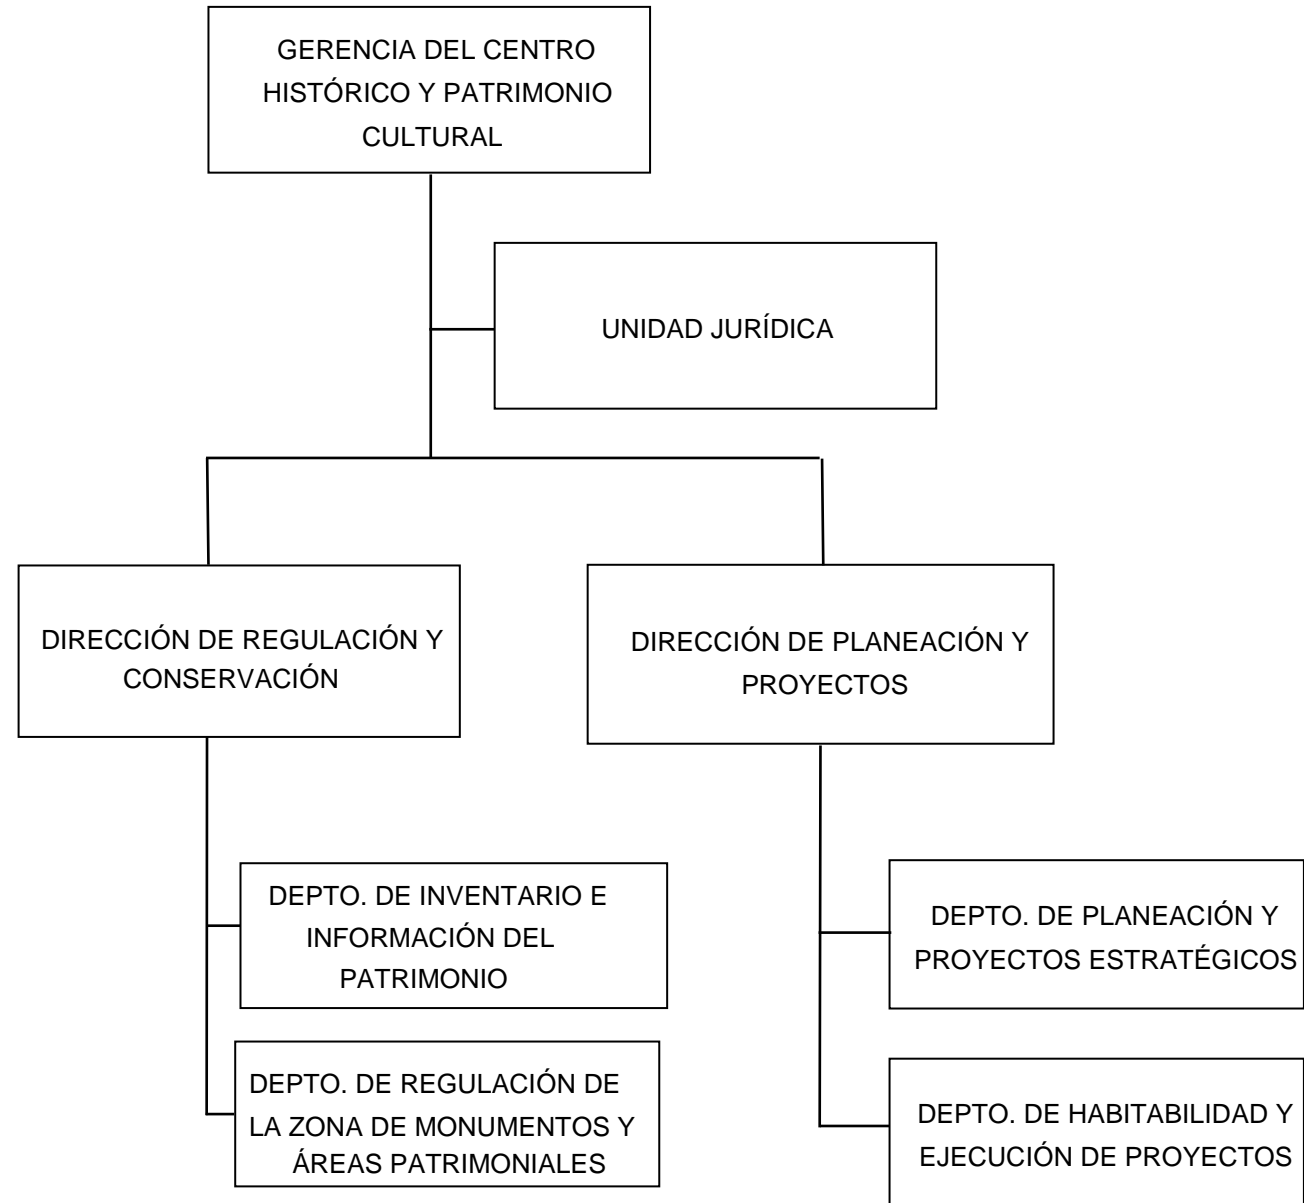 GERENCIA DEL CENTRO
HISTÓRICO Y PATRIMONIO
CULTURAL
UNIDAD JURÍDICA
DIRECCIÓN DE REGULACIÓN Y
CONSERVACIÓN
DIRECCIÓN DE PLANEACIÓN Y
PROYECTOS
DEPTO. DE INVENTARIO E
INFORMACIÓN DEL
PATRIMONIO
DEPTO. DE REGULACIÓN DE
LA ZONA DE MONUMENTOS Y
ÁREAS PATRIMONIALES
DEPTO. DE PLANEACIÓN Y
PROYECTOS ESTRATÉGICOS
DEPTO. DE HABITABILIDAD Y
EJECUCIÓN DE PROYECTOS